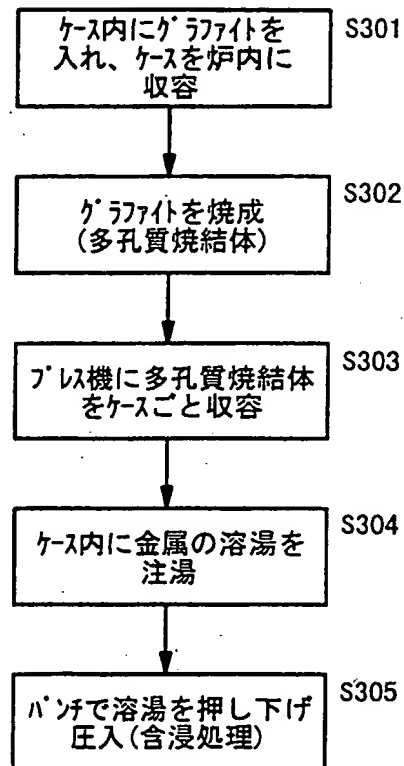 ケース内にグラファイトを
入れ、ケースを炉内に
収容
S301
グラファイトを焼成
(多孔質焼結体)
S302
プレス機に多孔質焼結体
をケースごと収容
S303
ケース内に金属の溶湯を
注湯
S304
パンチで溶湯を押し下げ
圧入(含浸処理)
S305